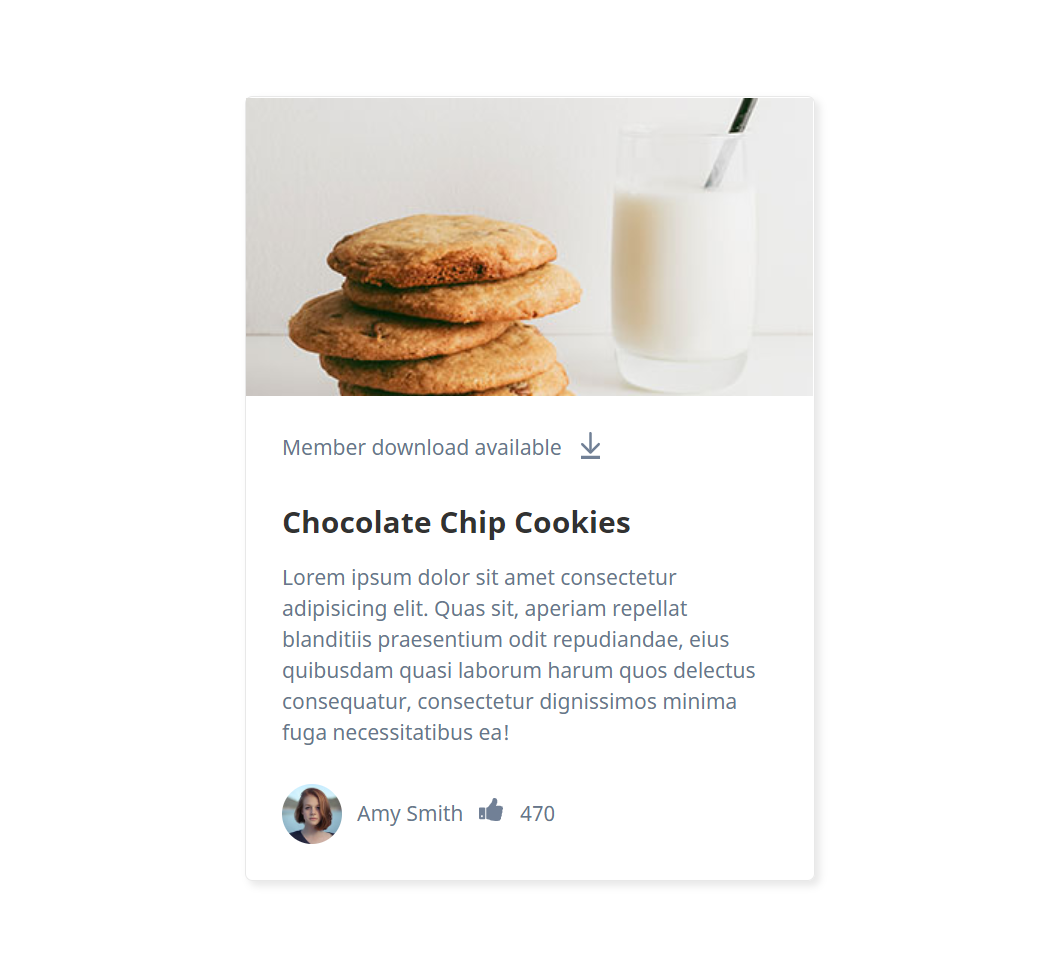 Member download available
Chocolate Chip Cookies
Lorem ipsum dolor sit amet consectetur
adipisicing elit. Quas sit, aperiam repellat
blanditiis praesentium odit repudiandae, eius
quibusdam quasi laborum harum quos delectus
consequatur, consectetur dignissimos minima
fuga necessitatibus ea!
Amy Smith 470